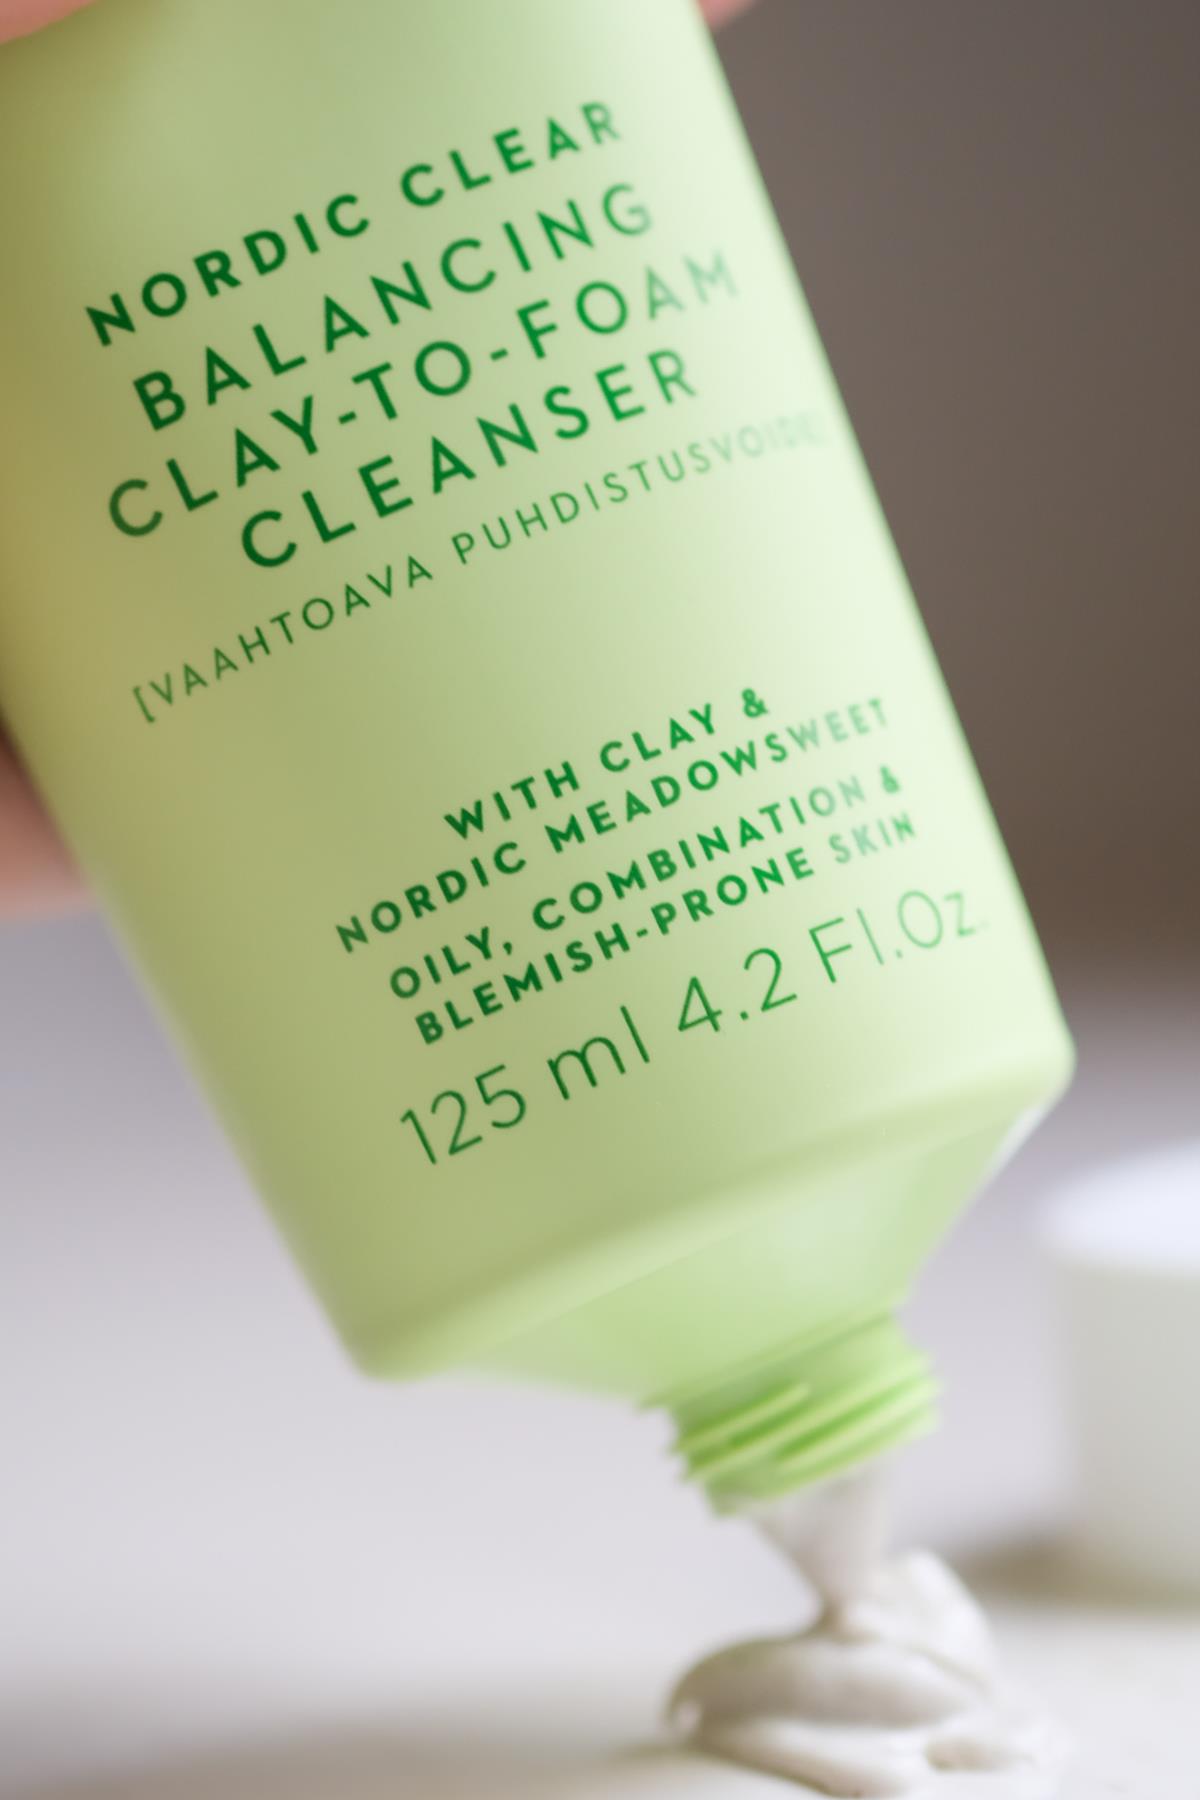 NORDIC CLEAR
BALANCING
CLAY-TO-FOAM
CLEANSER
[VAAHTOAVA PUHDISTUSVOIDE]
WITH CLAY &
NORDIC MEADOWSWEET
OILY, COMBINATION &
BLEMISH-PRONE SKIN
125 ml 4.2 Fl.Oz.